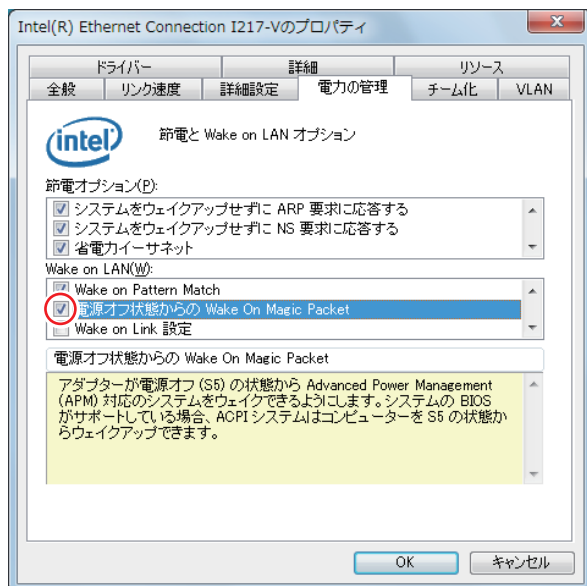 Intel(R) Ethernet Connection I217-Vのプロパティ
ドライバー 詳細 リソース
全般 リンク速度 詳細設定 電力の管理 チーム化 VLAN
intel 節電と Wake on LAN オプション
節電オプション(P):
システムをウェイクアップせずに ARP 要求に応答する
システムをウェイクアップせずに NS 要求に応答する
省電力イーサネット
Wake on LAN(W):
Wake on Pattern Match
電源オフ状態からの Wake On Magic Packet
Wake on Link 設定
電源オフ状態からの Wake On Magic Packet
アダプターが電源オフ (S5) の状態から Advanced Power Management
(APM) 対応のシステムをウェイクできるようにします。システムの BIOS
がサポートしている場合、ACPI システムはコンピューターを S5 の状態か
らウェイクアップできます。
OK キャンセル